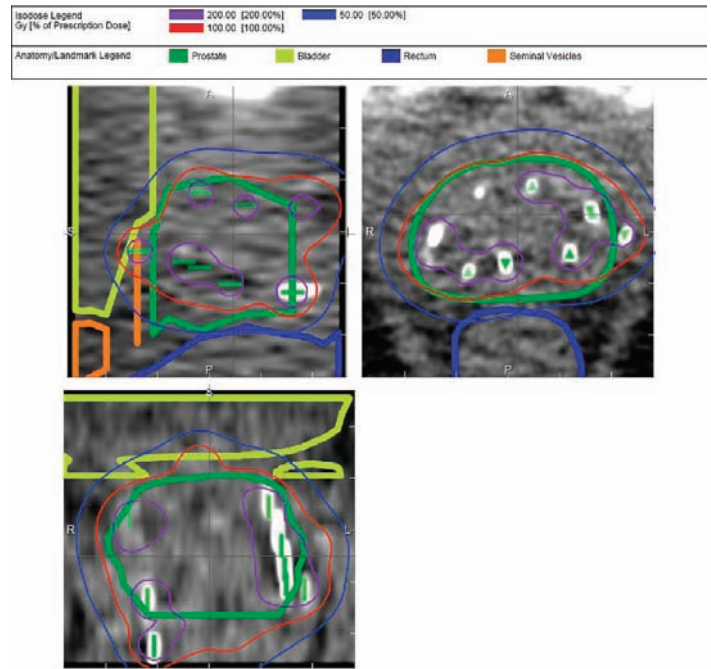 Isodose Legend
Gy [% of Prescription Dose]
200.00 [200.00%]
50.00 [50.00%]
100.00 [100.00%]
Anatomy/Landmark Legend
Prostate
Bladder
Rectum
Seminal Vesicles
A
S
P
A
R
L
P
R
L